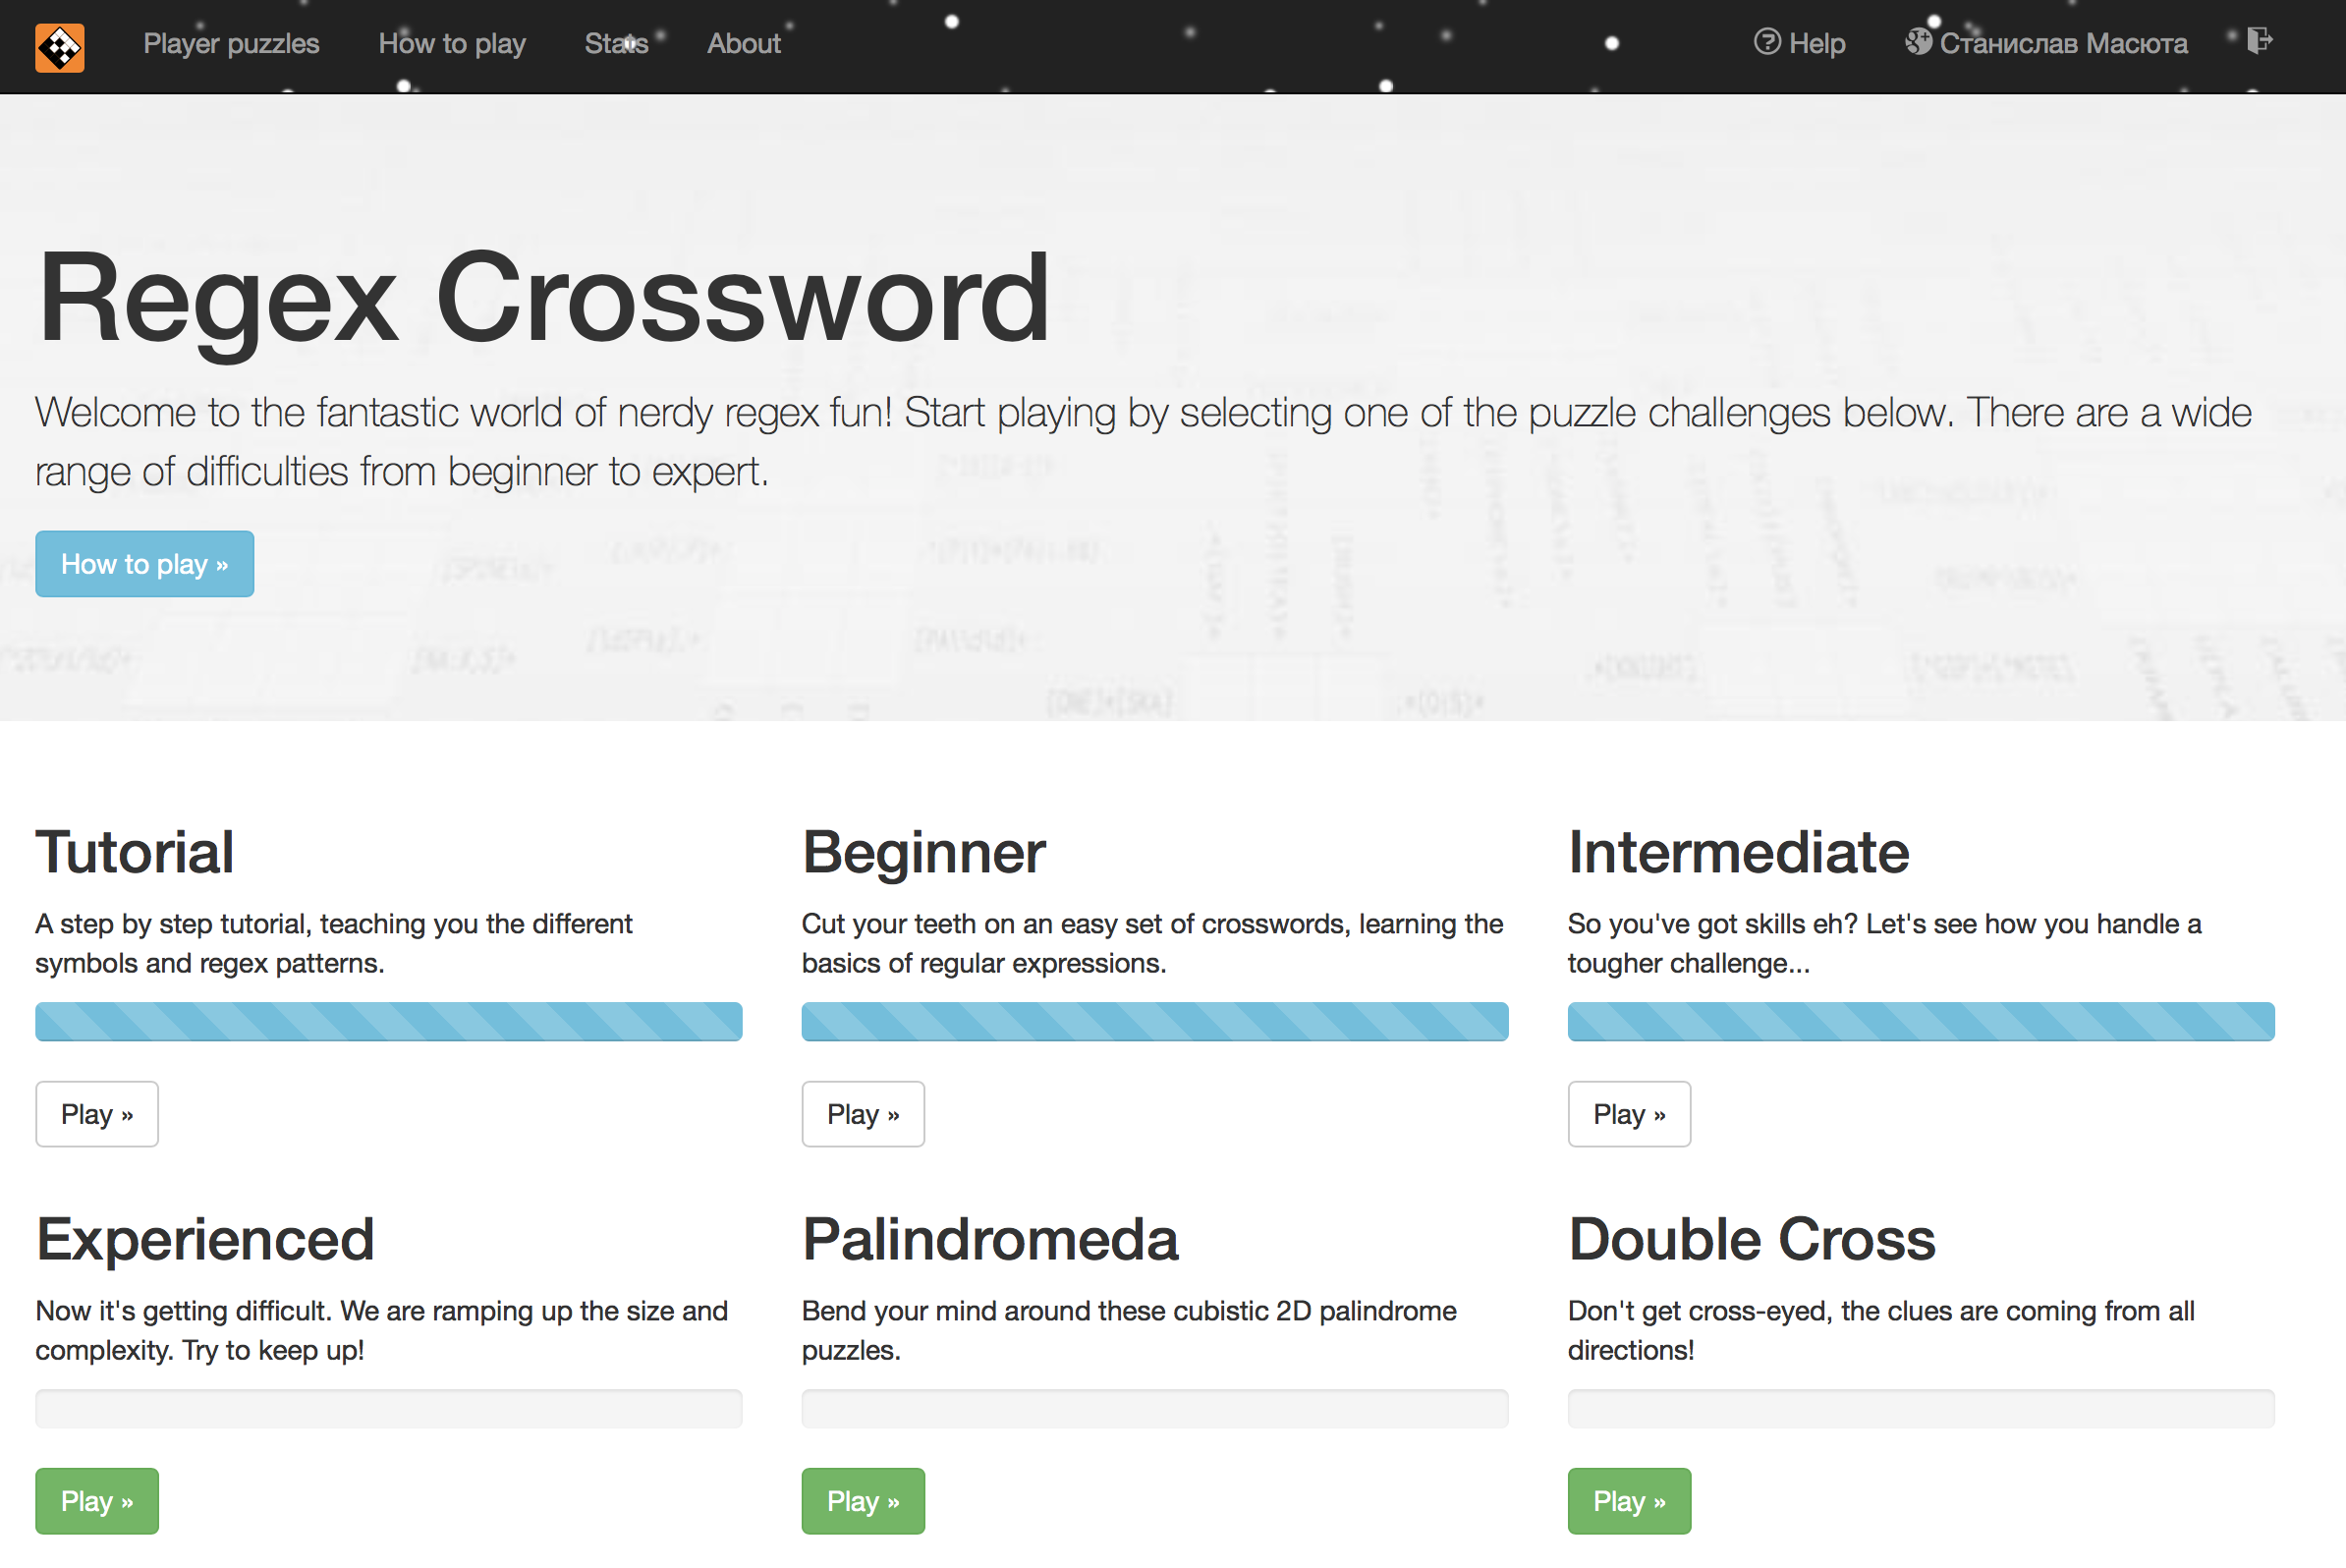 Player puzzles How to play Stats About Help Станислав Масюта
Regex Crossword
Welcome to the fantastic world of nerdy regex fun! Start playing by selecting one of the puzzle challenges below. There are a wide
range of difficulties from beginner to expert.
How to play »
Tutorial
A step by step tutorial, teaching you the different
symbols and regex patterns.
Play »
Beginner
Cut your teeth on an easy set of crosswords, learning the
basics of regular expressions.
Play »
Intermediate
So you've got skills eh? Let's see how you handle a
tougher challenge...
Play »
Experienced
Now it's getting difficult. We are ramping up the size and
complexity. Try to keep up!
Play »
Palindromeda
Bend your mind around these cubistic 2D palindrome
puzzles.
Play »
Double Cross
Don't get cross-eyed, the clues are coming from all
directions!
Play »